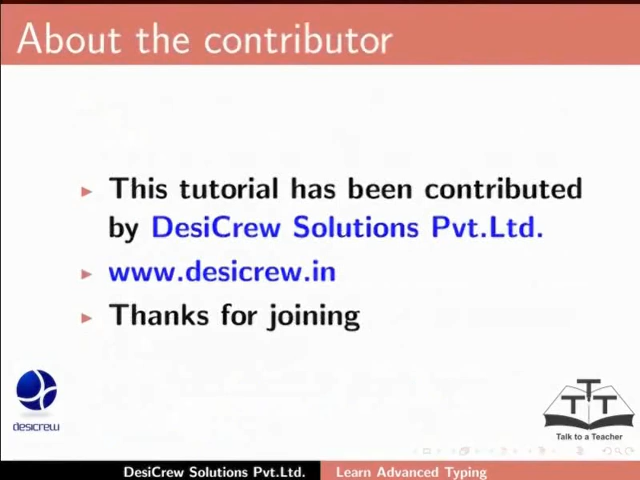 About the contributor
This tutorial has been contributed
by DesiCrew Solutions Pvt.Ltd.
www.desicrew.in
Thanks for joining
desicrew
T
T T
Talk to a Teacher
DesiCrew Solutions Pvt.Ltd. Learn Advanced Typing